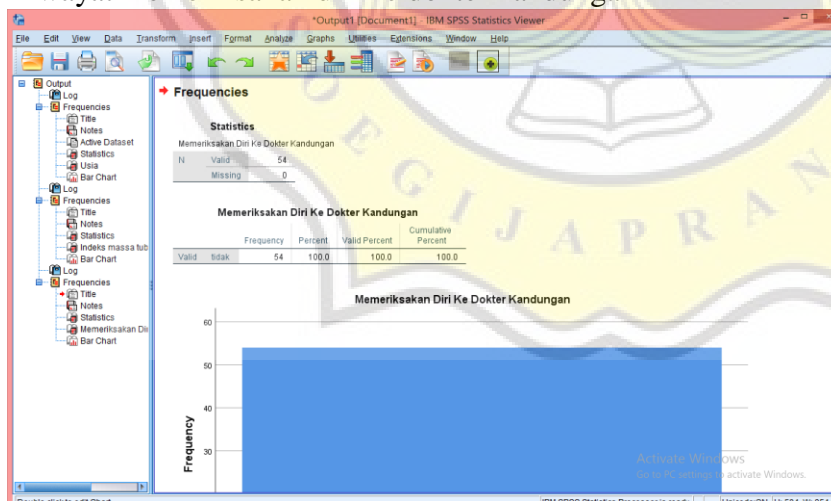 *Output1 [Document1] - IBM SPSS Statistics Viewer
File Edit View Data Transform Insert Format Analyze Graphs Utilities Extensions Window Help
Output
Log
Frequencies
Title
Notes
Active Dataset
Statistics
Usia
Bar Chart
Log
Frequencies
Title
Notes
Statistics
Indeks massa tub
Bar Chart
Log
Frequencies
Title
Notes
Statistics
Memeriksakan Di
Bar Chart
Frequencies
Statistics
Memeriksakan Diri Ke Dokter Kandungan
N Valid 54
Missing 0
Memeriksakan Diri Ke Dokter Kandungan
Frequency Percent Valid Percent Cumulative Percent
Valid tidak 54 100.0 100.0 100.0
Memeriksakan Diri Ke Dokter Kandungan
60
50
40
30
Frequency
SOEGIJAPRAN
Activate Windows
Go to PC settings to activate Windows.